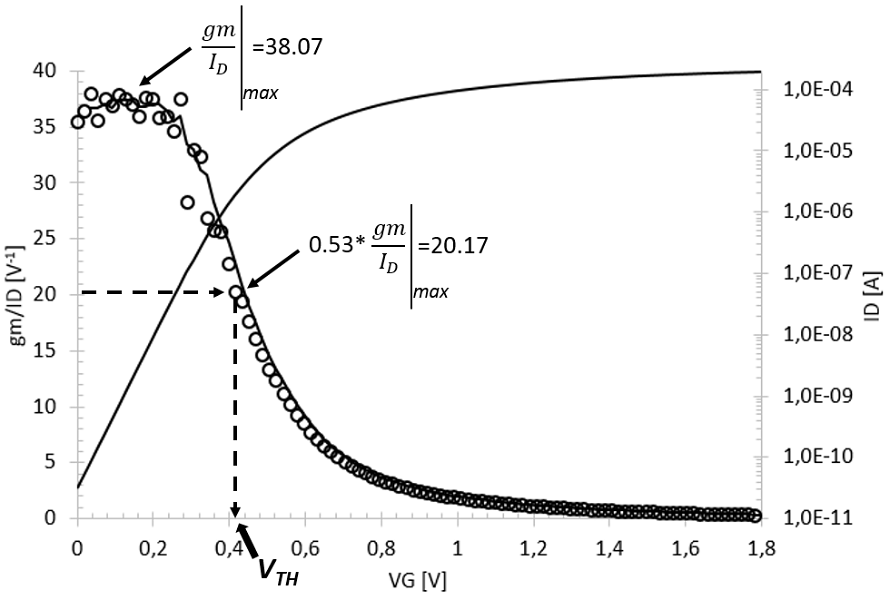 gm/I_D|max =38.07
0.53* gm/I_D|max =20.17
40
35
30
25
20
15
10
5
0
gm/ID [V⁻¹]
1,0E-04
1,0E-05
1,0E-06
1,0E-07
1,0E-08
1,0E-09
1,0E-10
1,0E-11
ID [A]
0 0,2 0,4 0,6 0,8 1 1,2 1,4 1,6 1,8
V_TH
VG [V]